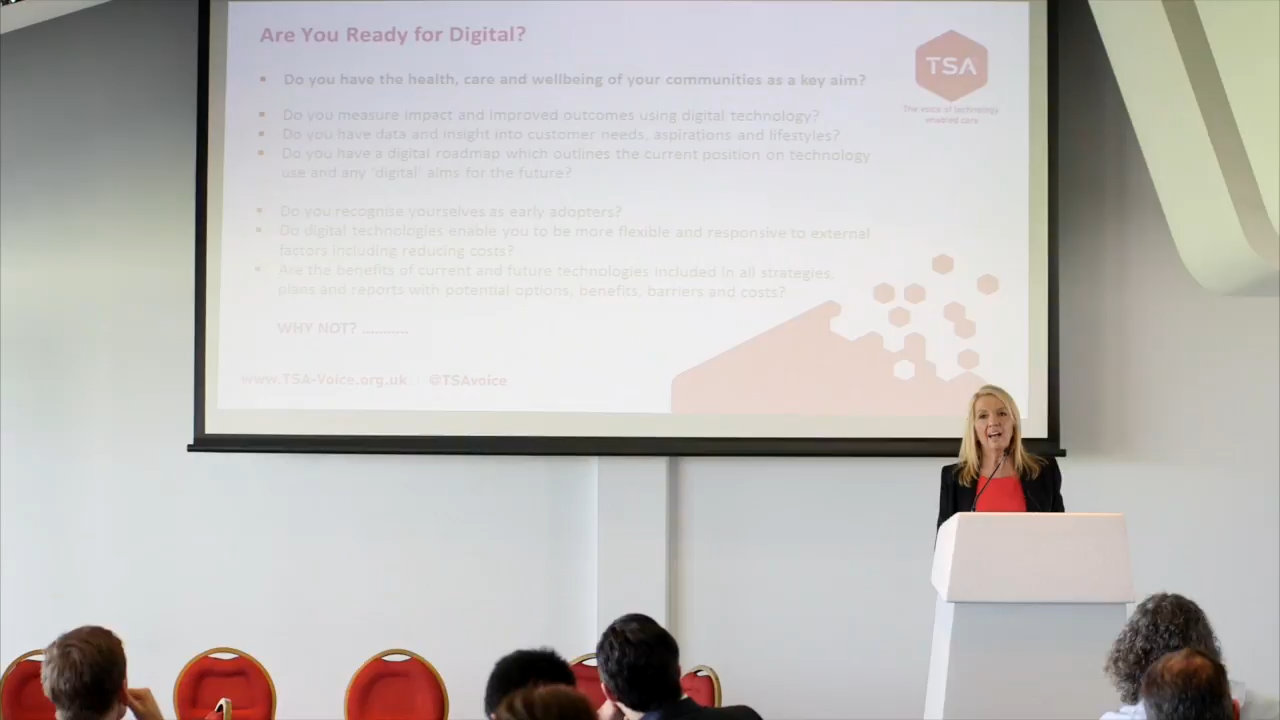 Are You Ready for Digital?
TSA
The voice of technology
enabled care
Do you have the health, care and wellbeing of your communities as a key aim?
Do you measure impact and improved outcomes using digital technology?
Do you have data and insight into customer needs, aspirations and lifestyles?
Do you have a digital roadmap which outlines the current position on technology
use and any 'digital' aims for the future?
Do you recognise yourselves as early adopters?
Do digital technologies enable you to be more flexible and responsive to external
factors including reducing costs?
Are the benefits of current and future technologies included in all strategies,
plans and reports with potential options, benefits, barriers and costs?
WHY NOT? ............
www.TSA-Voice.org.uk | @TSAvoice